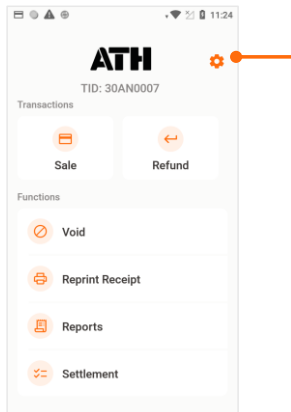 11:24
ATH
TID: 30AN0007
Transactions
Sale
Refund
Functions
Void
Reprint Receipt
Reports
Settlement